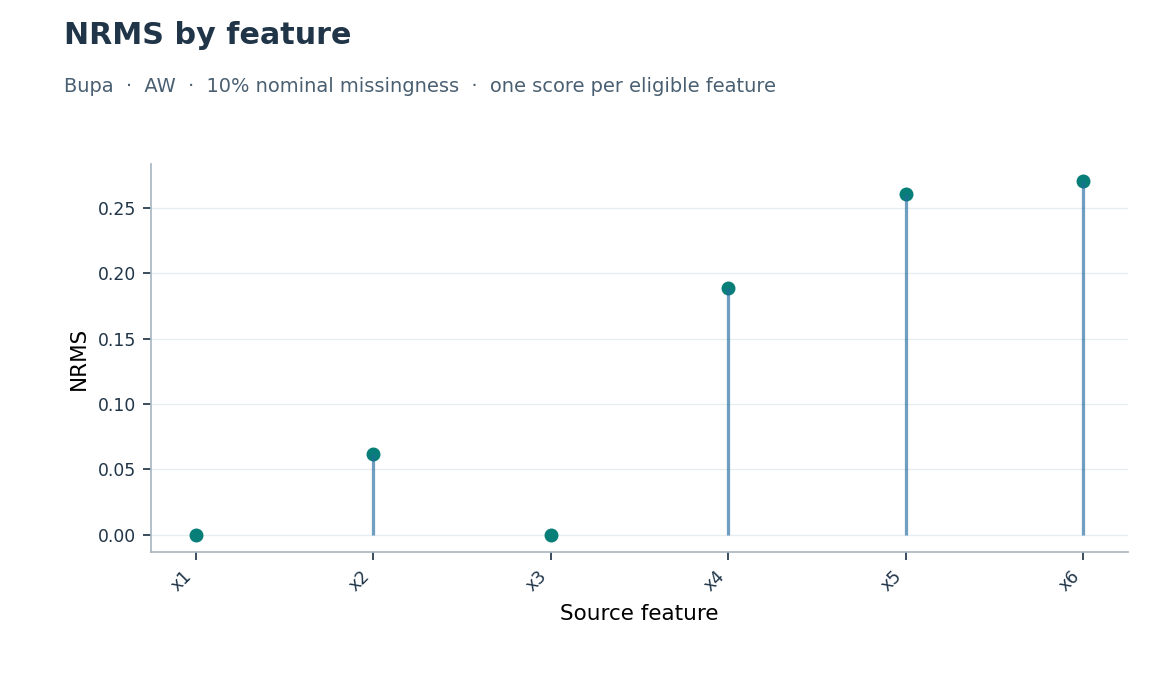 NRMS by feature
Bupa · AW · 10% nominal missingness · one score per eligible feature
NRMS
0.25
0.20
0.15
0.10
0.05
0.00
x1 x2 x3 x4 x5 x6
Source feature